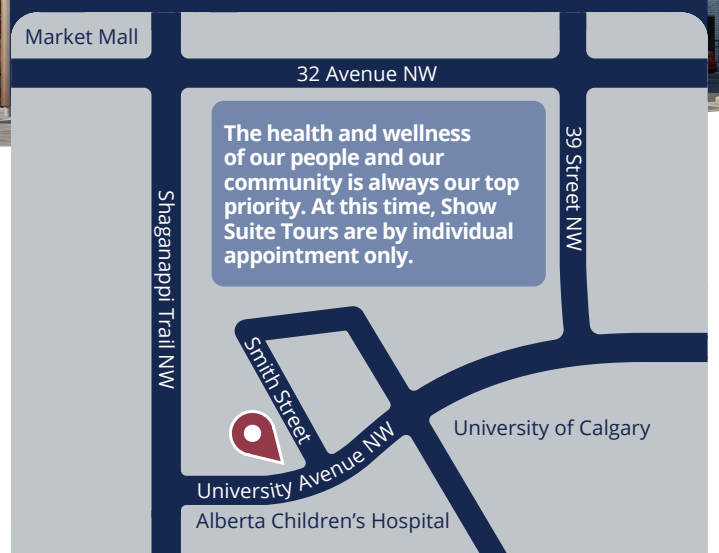 Market Mall
32 Avenue NW
The health and wellness
of our people and our
community is always our top
priority. At this time, Show
Suite Tours are by individual
appointment only.
39 Street NW
Shaganappi Trail NW
Smith Street
University of Calgary
University Avenue NW
Alberta Children’s Hospital